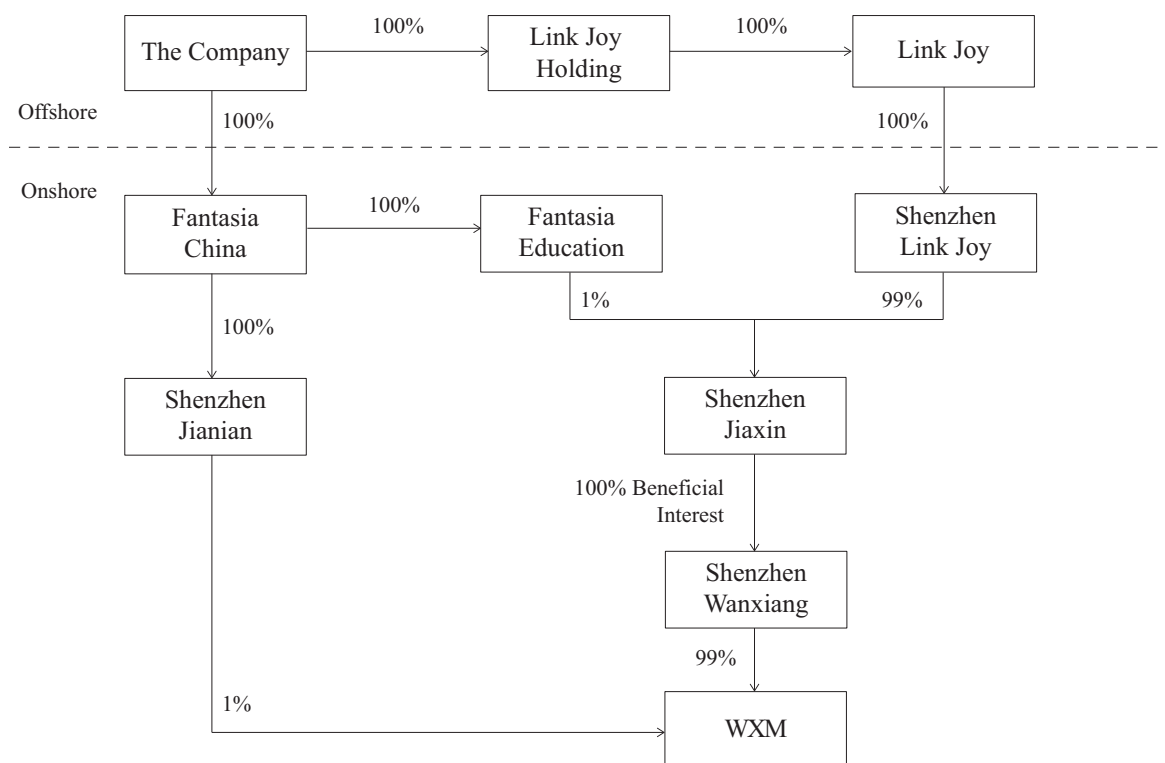 100%
100%
The Company
Link Joy
Holding
Link Joy
Offshore
100%
100%
Onshore
Fantasia
China
100%
Fantasia
Education
Shenzhen
Link Joy
1%
99%
100%
Shenzhen
Jianian
Shenzhen
Jiaxin
100% Beneficial
Interest
Shenzhen
Wanxiang
99%
1%
WXM